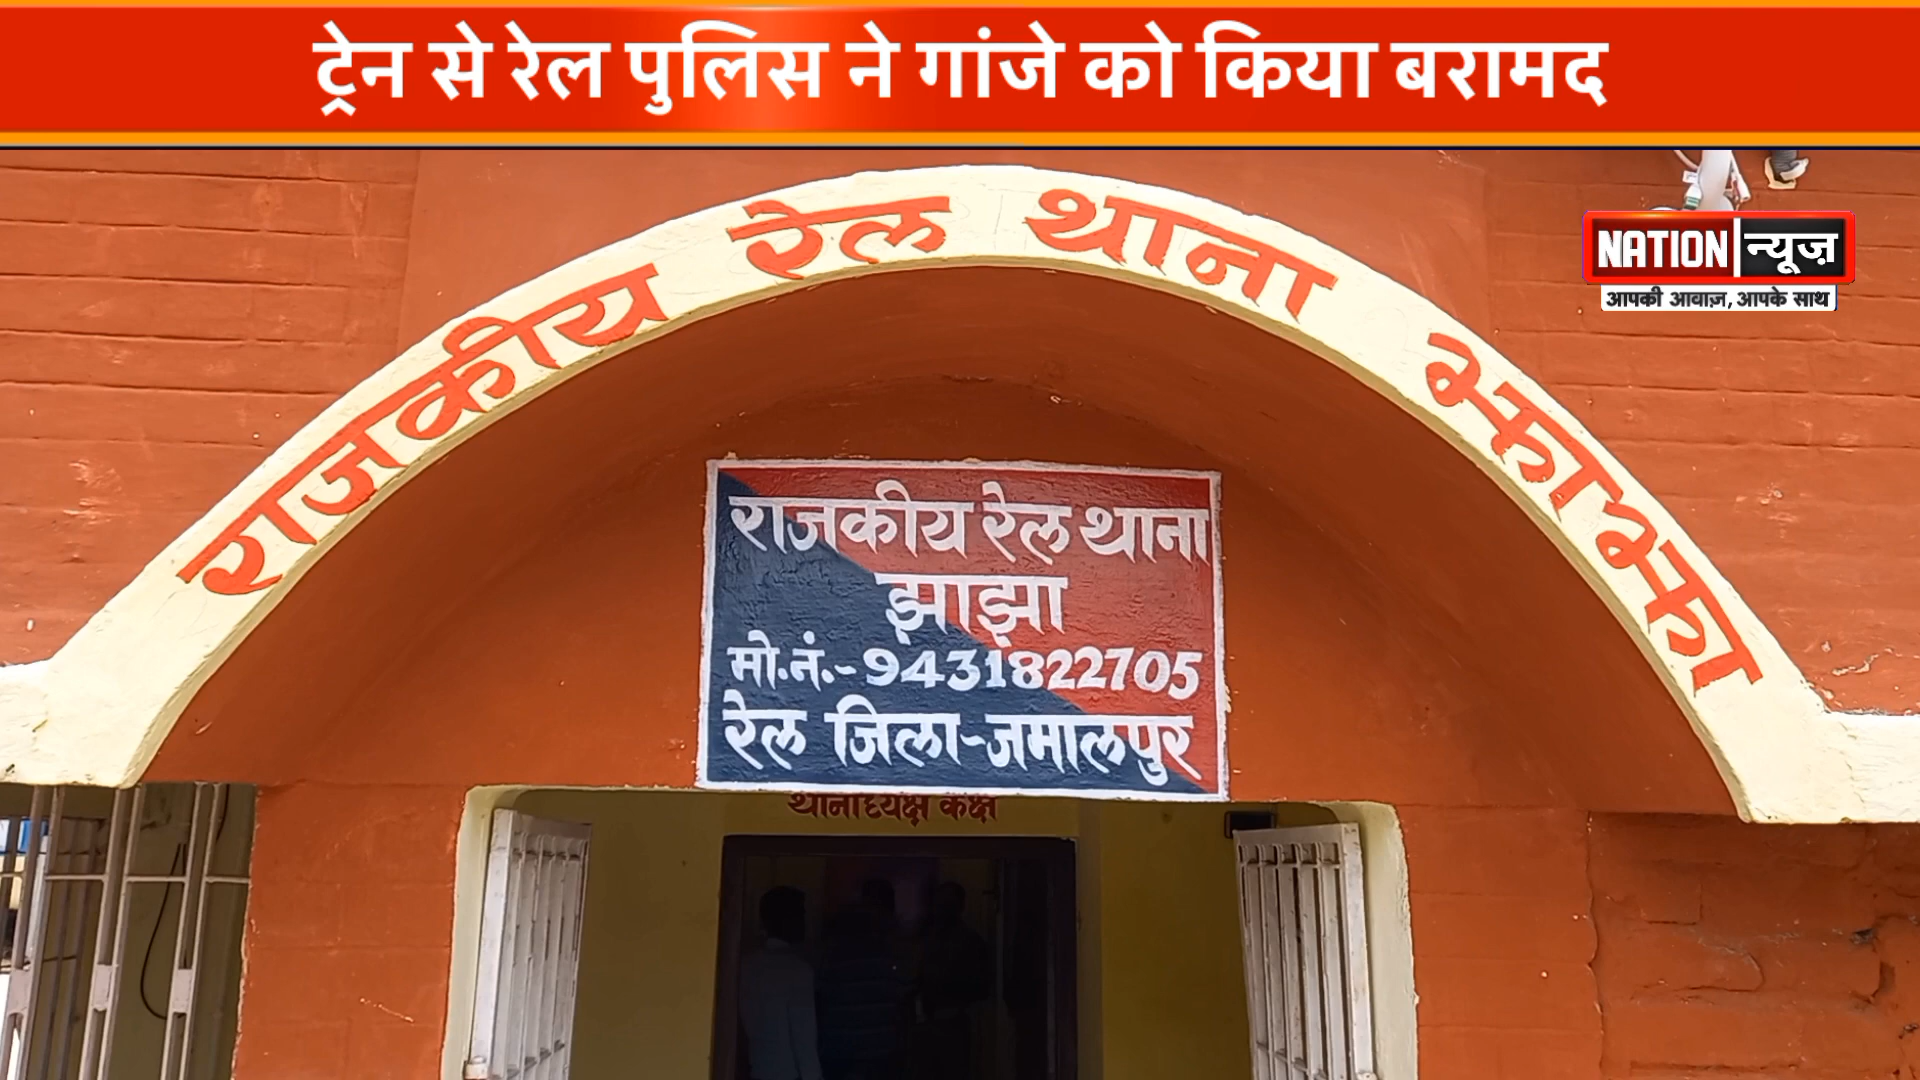 ट्रेन से रेल पुलिस ने गांजे को किया बरामद
राजकीय रेल थाना झाझा
NATION न्यूज़
आपकी आवाज़, आपके साथ
राजकीय रेल थाना
झाझा
मो.नं.-9431822705
रेल जिला-जमालपुर
थानाध्यक्ष कक्ष